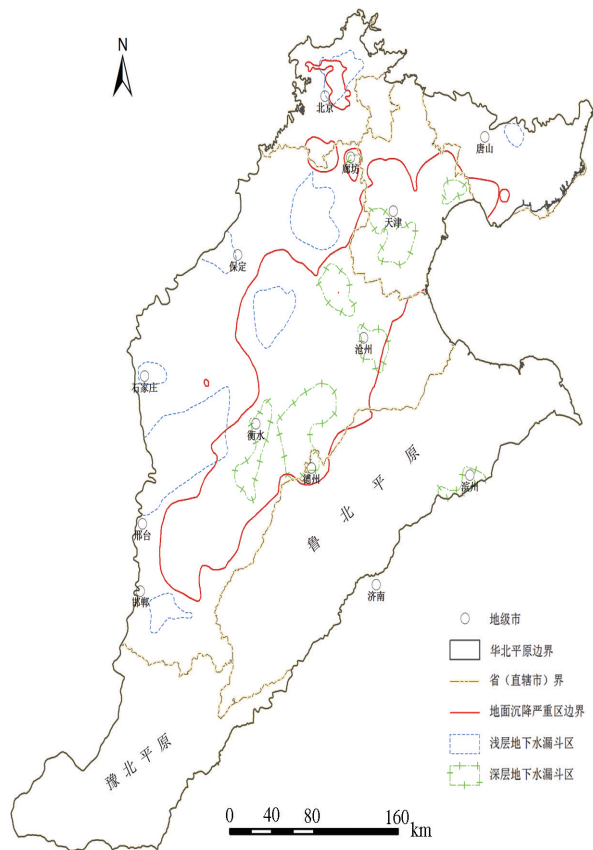 N
北京
唐山
廊坊
天津
保定
沧州
石家庄
衡水
德州
滨州
鲁北平原
邢台
济南
邯郸
豫北平原
地级市
华北平原边界
省（直辖市）界
地面沉降严重区边界
浅层地下水漏斗区
深层地下水漏斗区
0 40 80 160
km